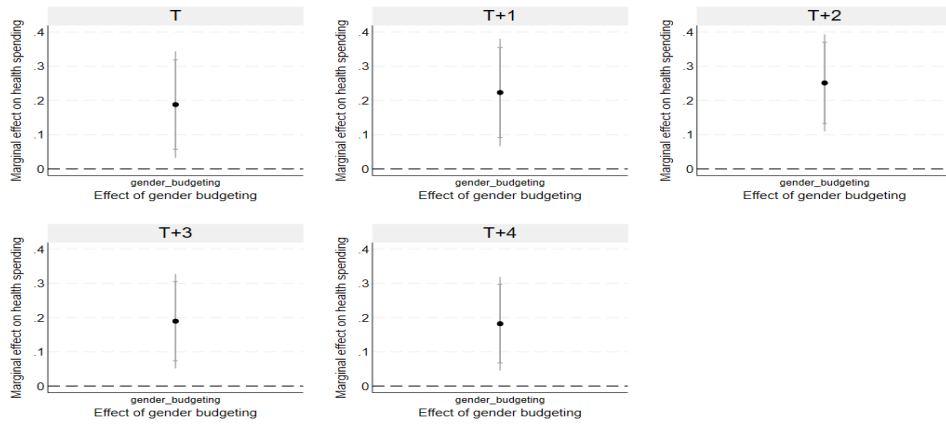 T
Marginal effect on health spending
.4
.3
.2
.1
0
gender_budgeting
Effect of gender budgeting
T+1
Marginal effect on health spending
.4
.3
.2
.1
0
gender_budgeting
Effect of gender budgeting
T+2
Marginal effect on health spending
.4
.3
.2
.1
0
gender_budgeting
Effect of gender budgeting
T+3
Marginal effect on health spending
.4
.3
.2
.1
0
gender_budgeting
Effect of gender budgeting
T+4
Marginal effect on health spending
.4
.3
.2
.1
0
gender_budgeting
Effect of gender budgeting